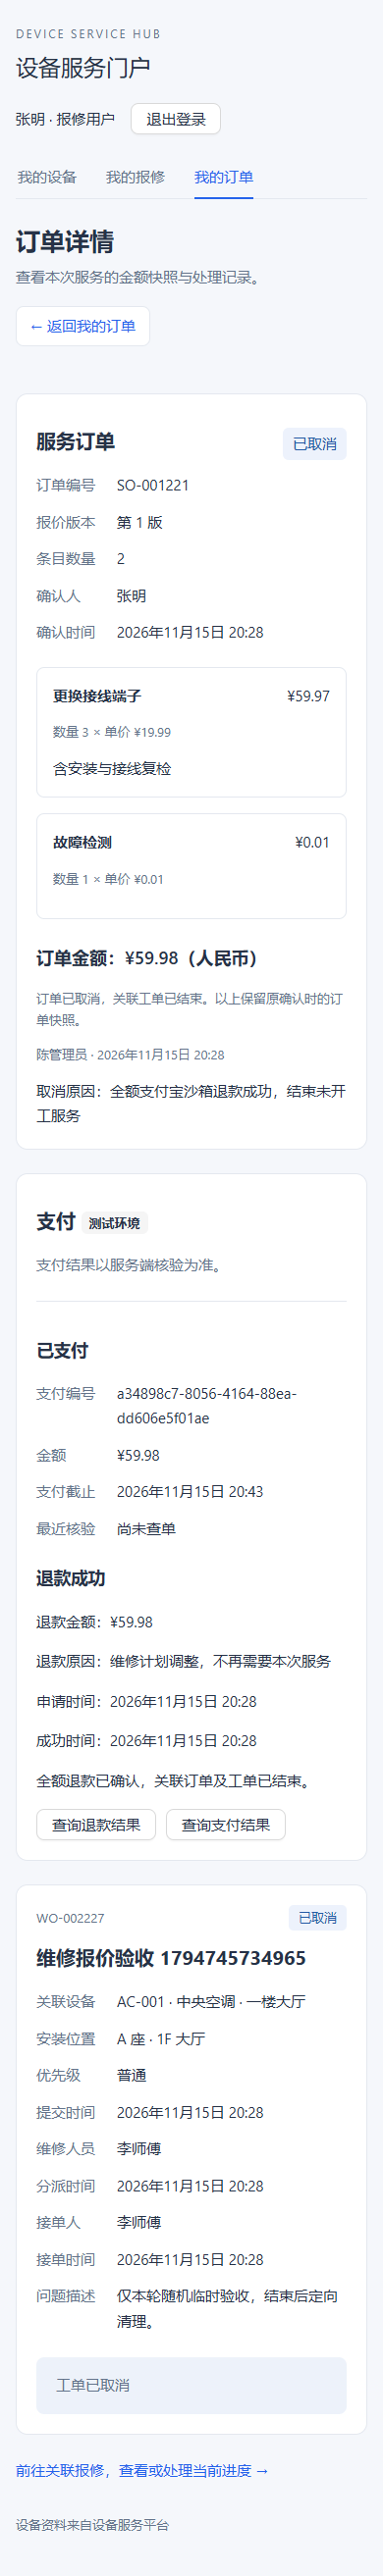 DEVICE SERVICE HUB
设备服务门户
张明 · 报修用户 退出登录
我的设备 我的报修 我的订单
订单详情
查看本次服务的金额快照与处理记录。
← 返回我的订单
服务订单 已取消
订单编号 SO-001221
报价版本 第 1 版
条目数量 2
确认人 张明
确认时间 2026年11月15日 20:28
更换接线端子 ¥59.97
数量 3 × 单价 ¥19.99
含安装与接线复检
故障检测 ¥0.01
数量 1 × 单价 ¥0.01
订单金额：¥59.98（人民币）
订单已取消，关联工单已结束。以上保留原确认时的订
单快照。
陈管理员 · 2026年11月15日 20:28
取消原因：全额支付宝沙箱退款成功，结束未开
工服务
支付 测试环境
支付结果以服务端核验为准。
已支付
支付编号 a34898c7-8056-4164-88ea-
dd606e5f01ae
金额 ¥59.98
支付截止 2026年11月15日 20:43
最近核验 尚未查单
退款成功
退款金额：¥59.98
退款原因：维修计划调整，不再需要本次服务
申请时间：2026年11月15日 20:28
成功时间：2026年11月15日 20:28
全额退款已确认，关联订单及工单已结束。
查询退款结果 查询支付结果
WO-002227 已取消
维修报价验收 1794745734965
关联设备 AC-001 · 中央空调 · 一楼大厅
安装位置 A 座 · 1F 大厅
优先级 普通
提交时间 2026年11月15日 20:28
维修人员 李师傅
分派时间 2026年11月15日 20:28
接单人 李师傅
接单时间 2026年11月15日 20:28
问题描述 仅本轮随机临时验收，结束后定向
清理。
工单已取消
前往关联报修，查看或处理当前进度 →
设备资料来自设备服务平台